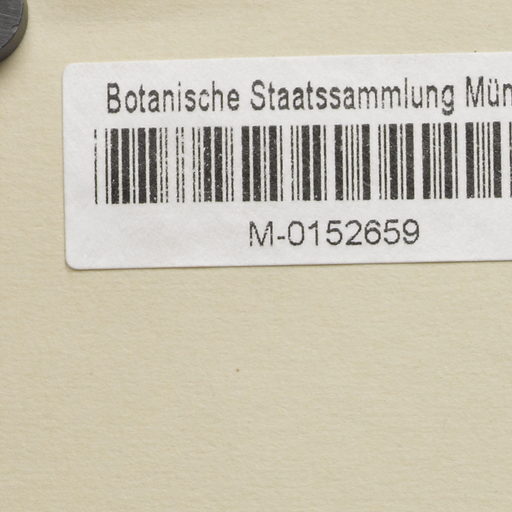 Botanische Staatssammlung Mün
M-0152659